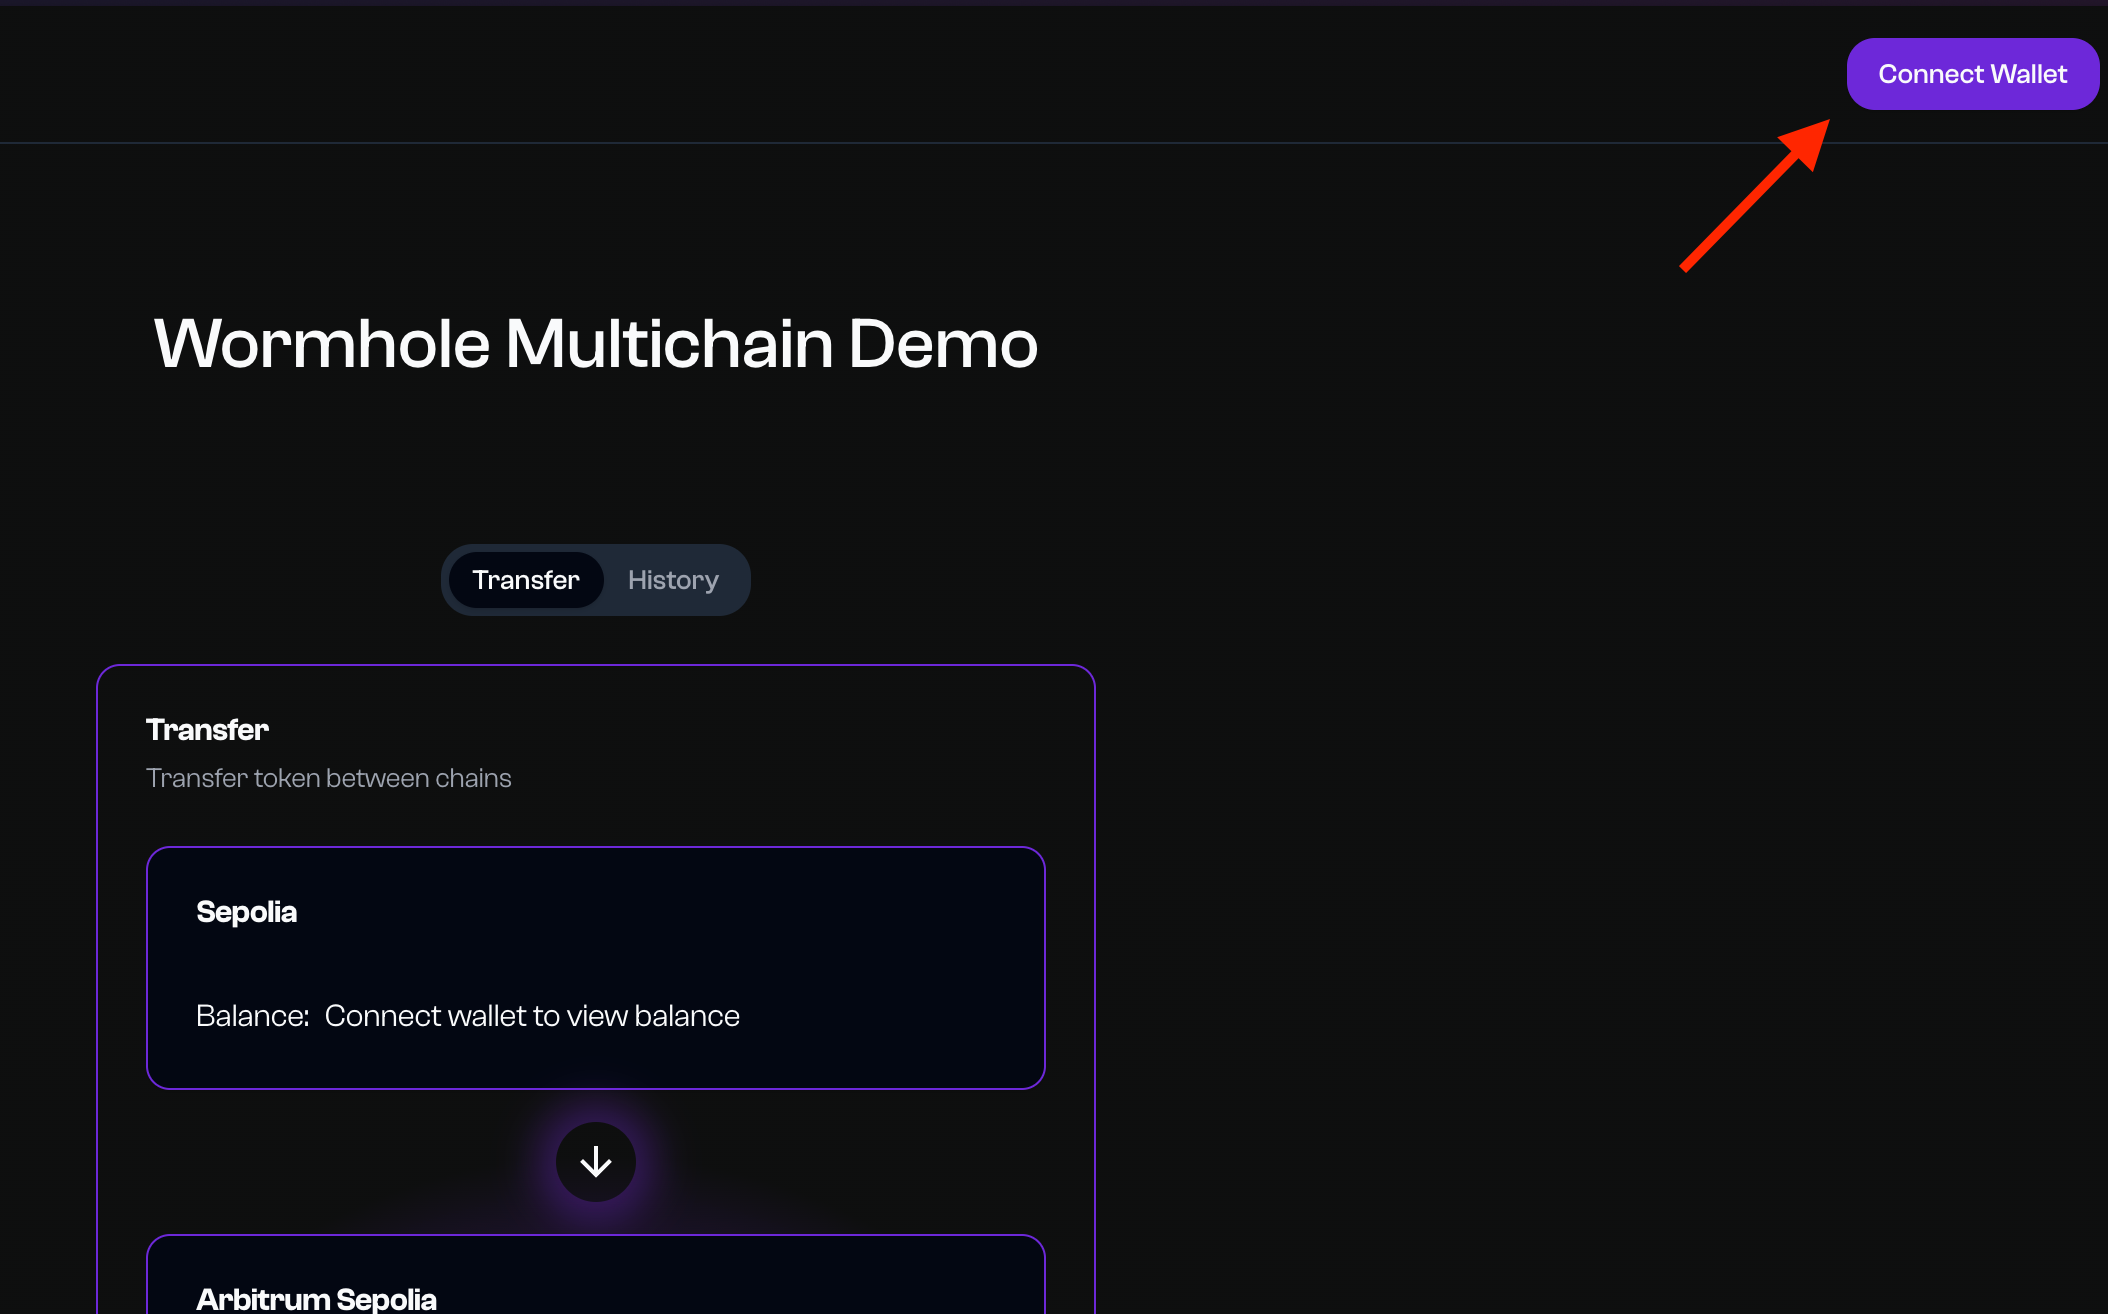 Connect Wallet
Wormhole Multichain Demo
Transfer History
Transfer
Transfer token between chains
Sepolia
Balance: Connect wallet to view balance
Arbitrum Sepolia